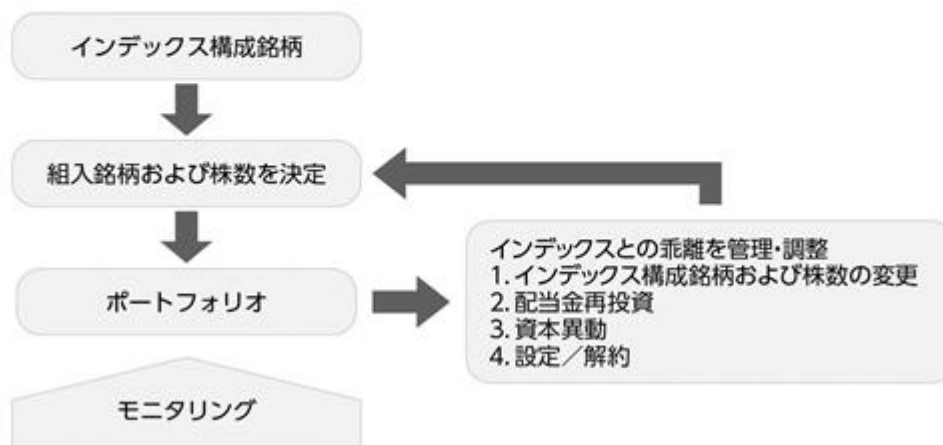 インデックス構成銘柄
組入銘柄および株数を決定
ポートフォリオ
インデックスとの乖離を管理・調整
1. インデックス構成銘柄および株数の変更
2. 配当金再投資
3. 資本異動
4. 設定／解約
モニタリング